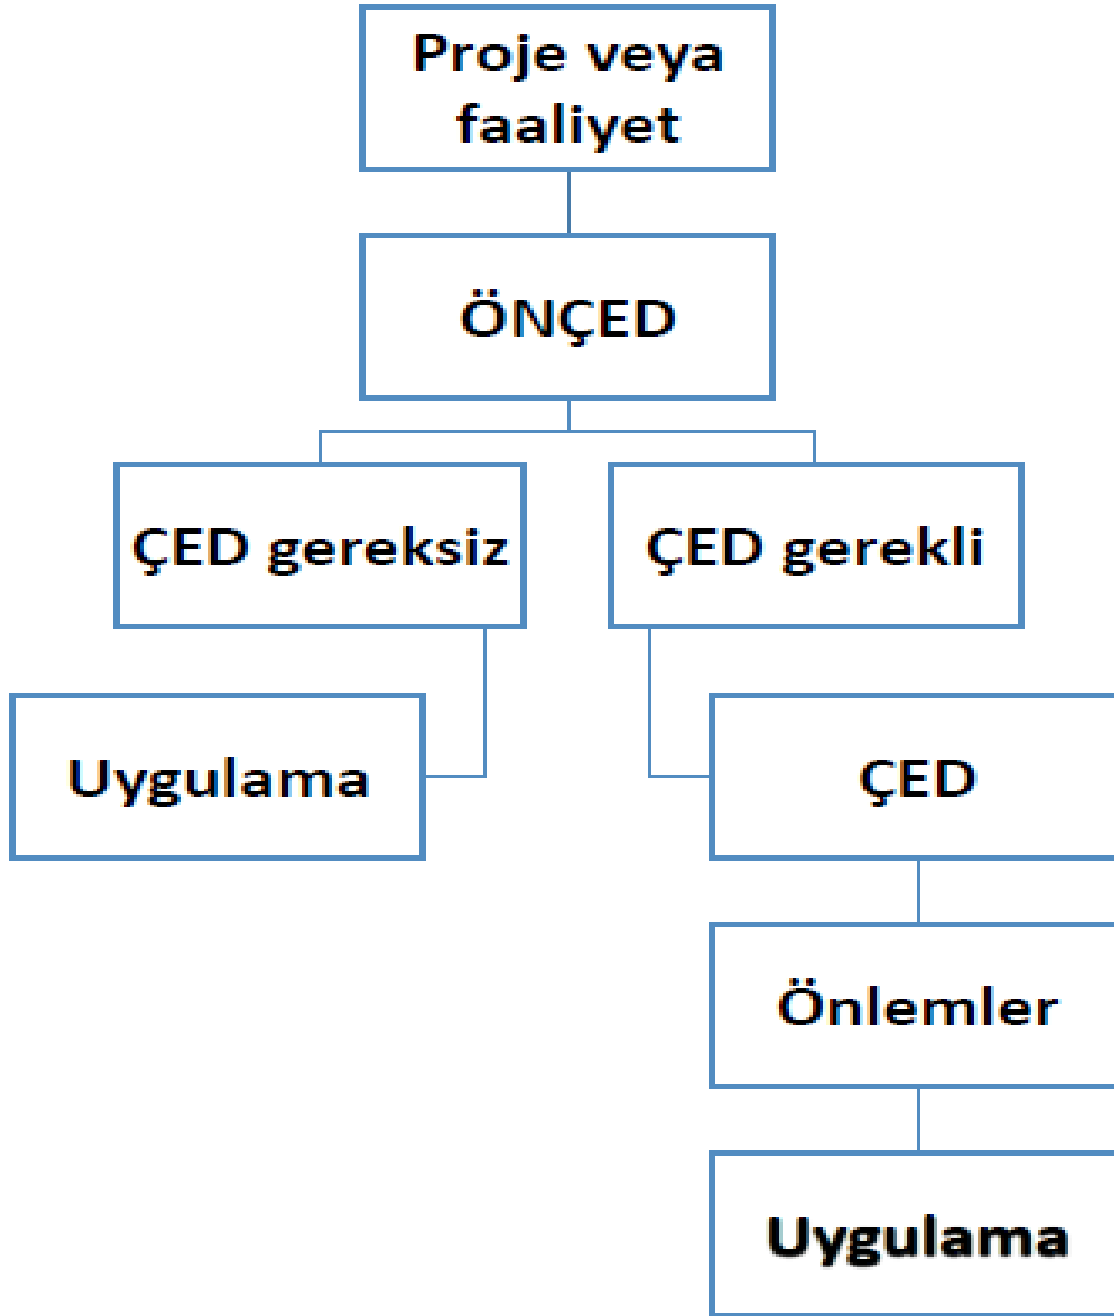 Proje veya
faaliyet
ÖNÇED
ÇED gereksiz
ÇED gerekli
Uygulama
ÇED
Önlemler
Uygulama